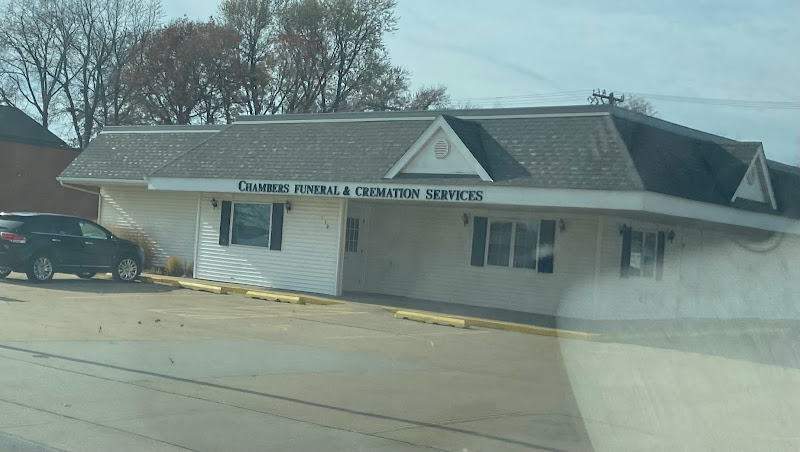 CHAMBERS FUNERAL & CREMATION SERVICES